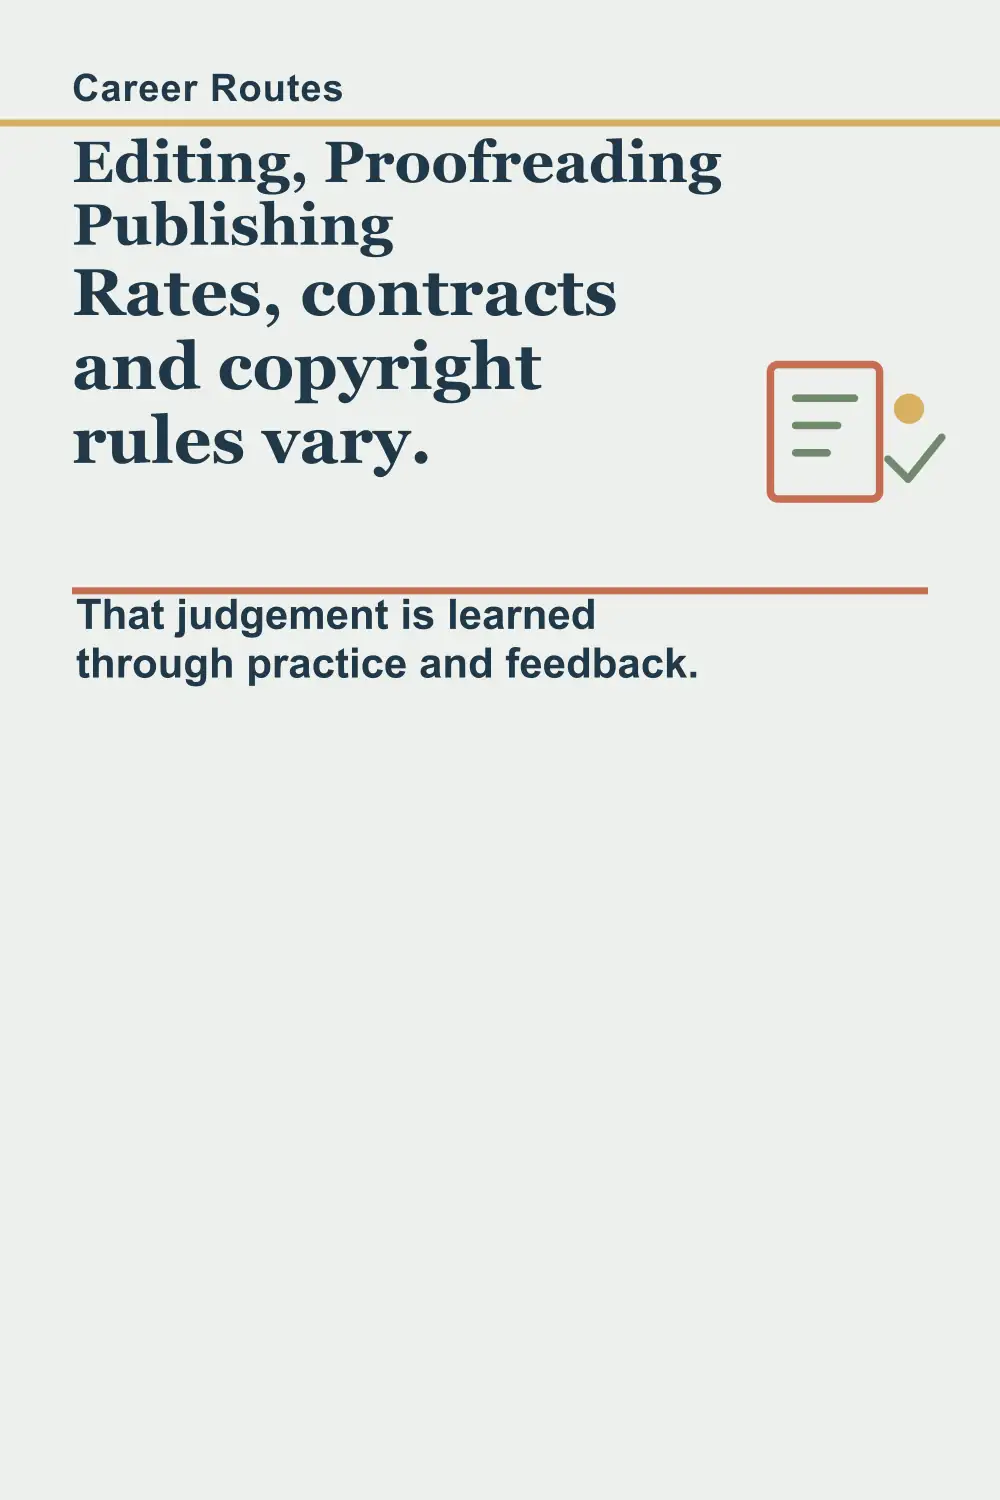 Career Routes
Editing, Proofreading
Publishing
Rates, contracts
and copyright
rules vary.
That judgement is learned
through practice and feedback.